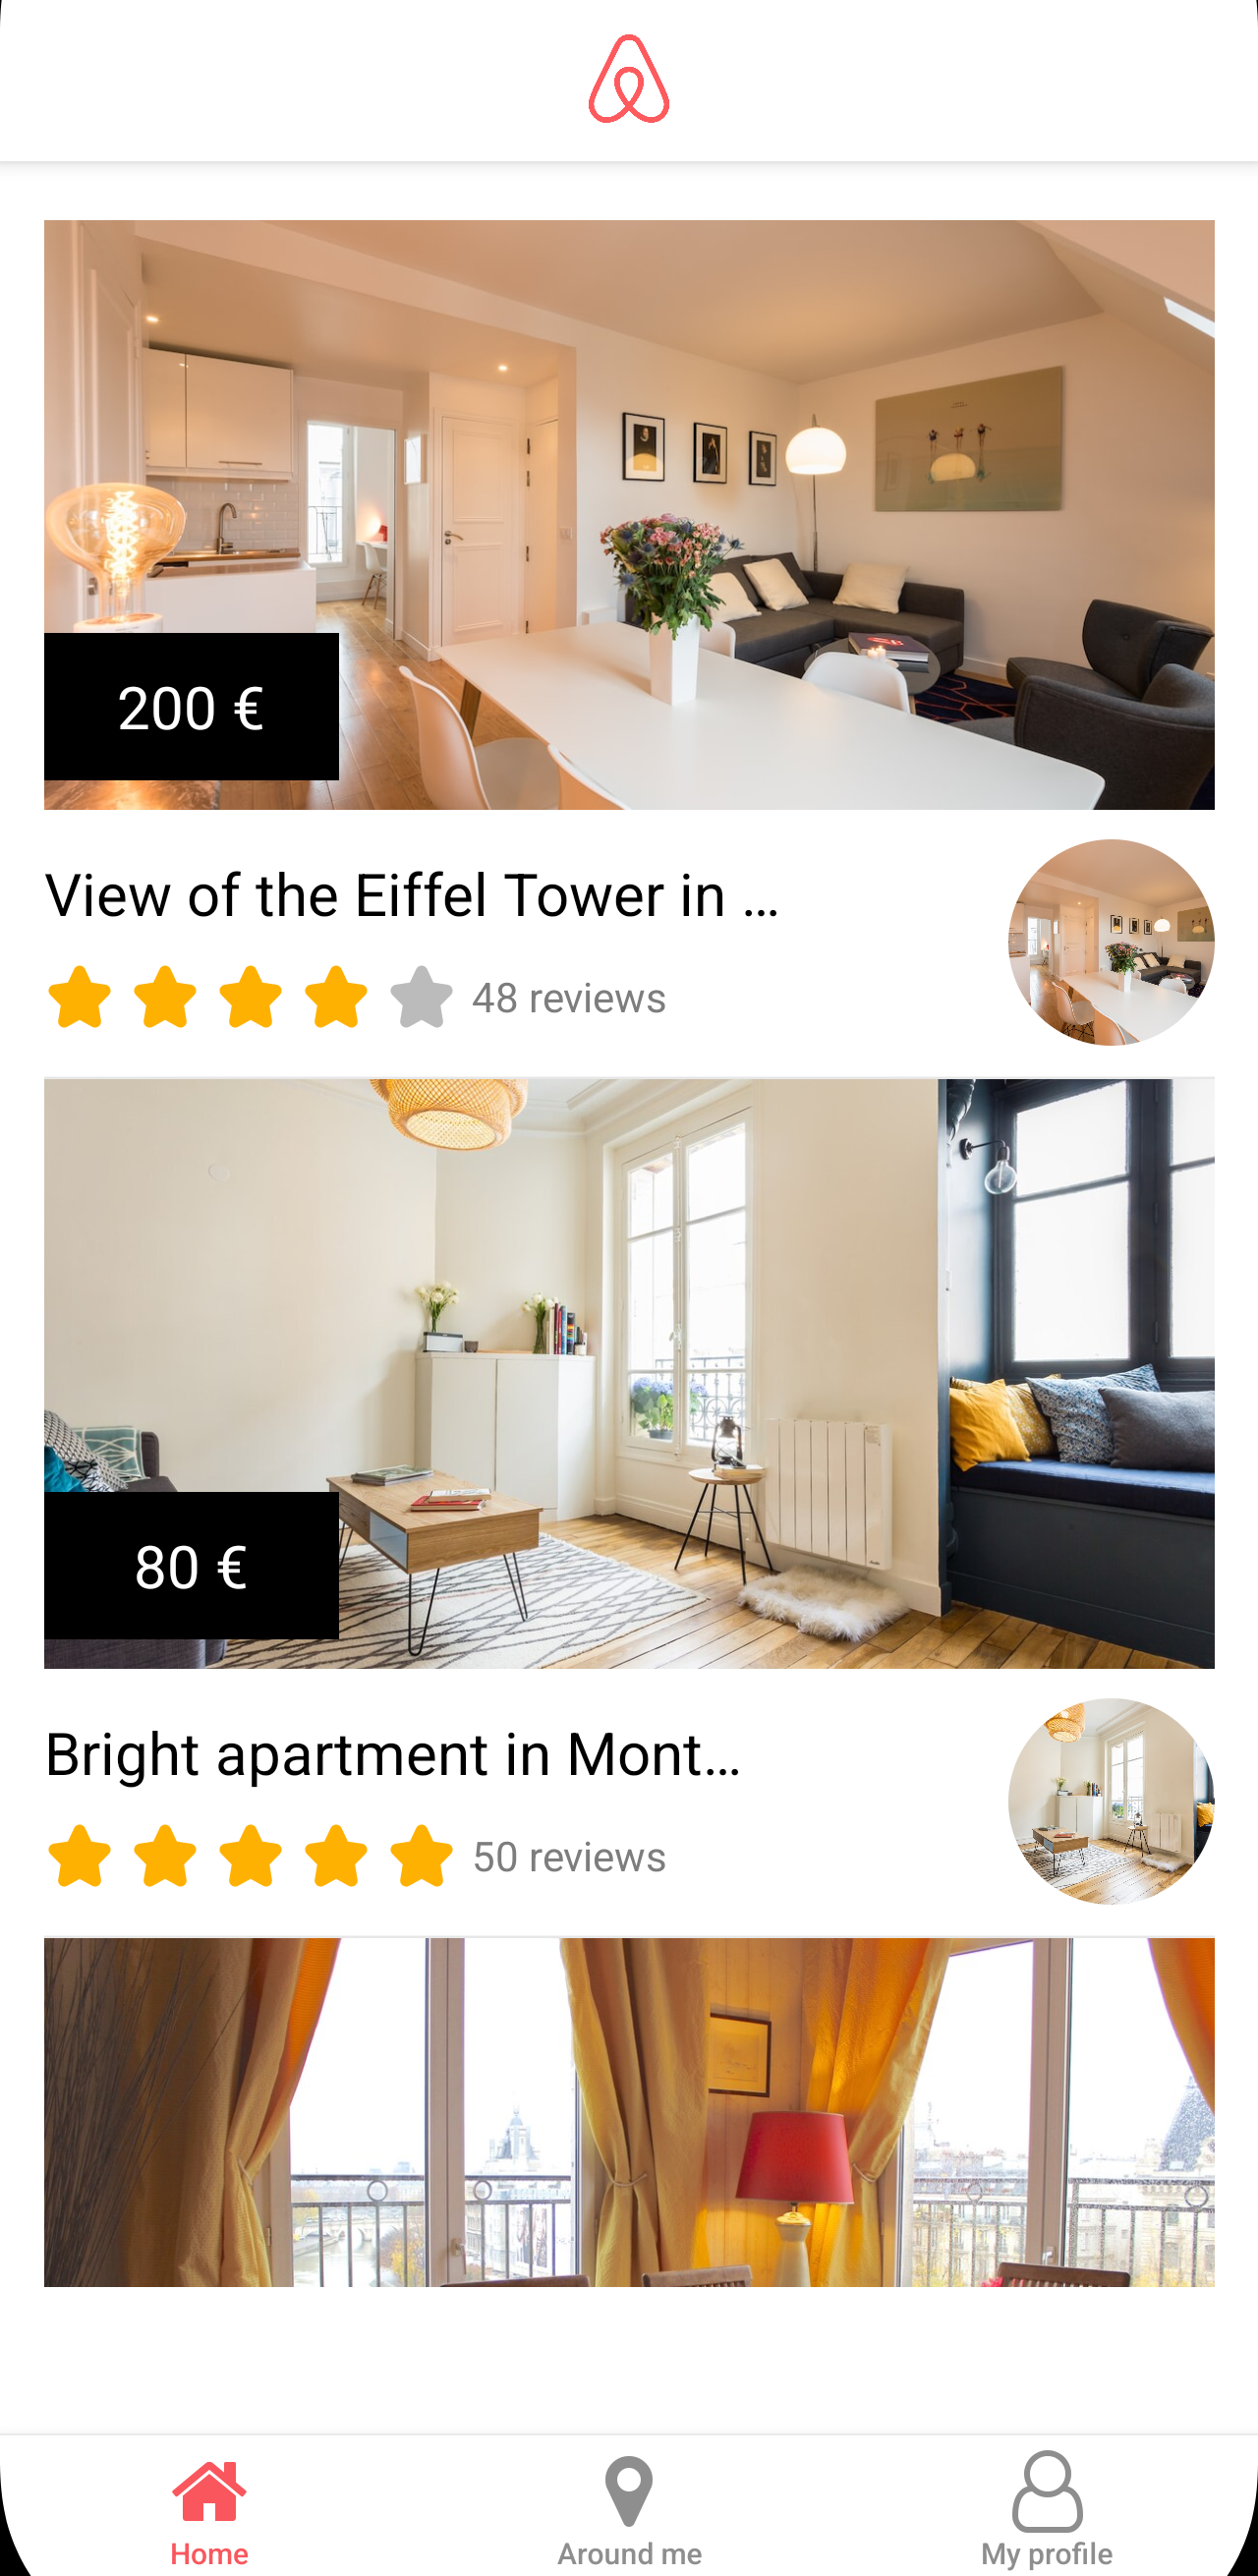 200 €
View of the Eiffel Tower in ...
48 reviews
80 €
Bright apartment in Mont...
50 reviews
Home
Around me
My profile